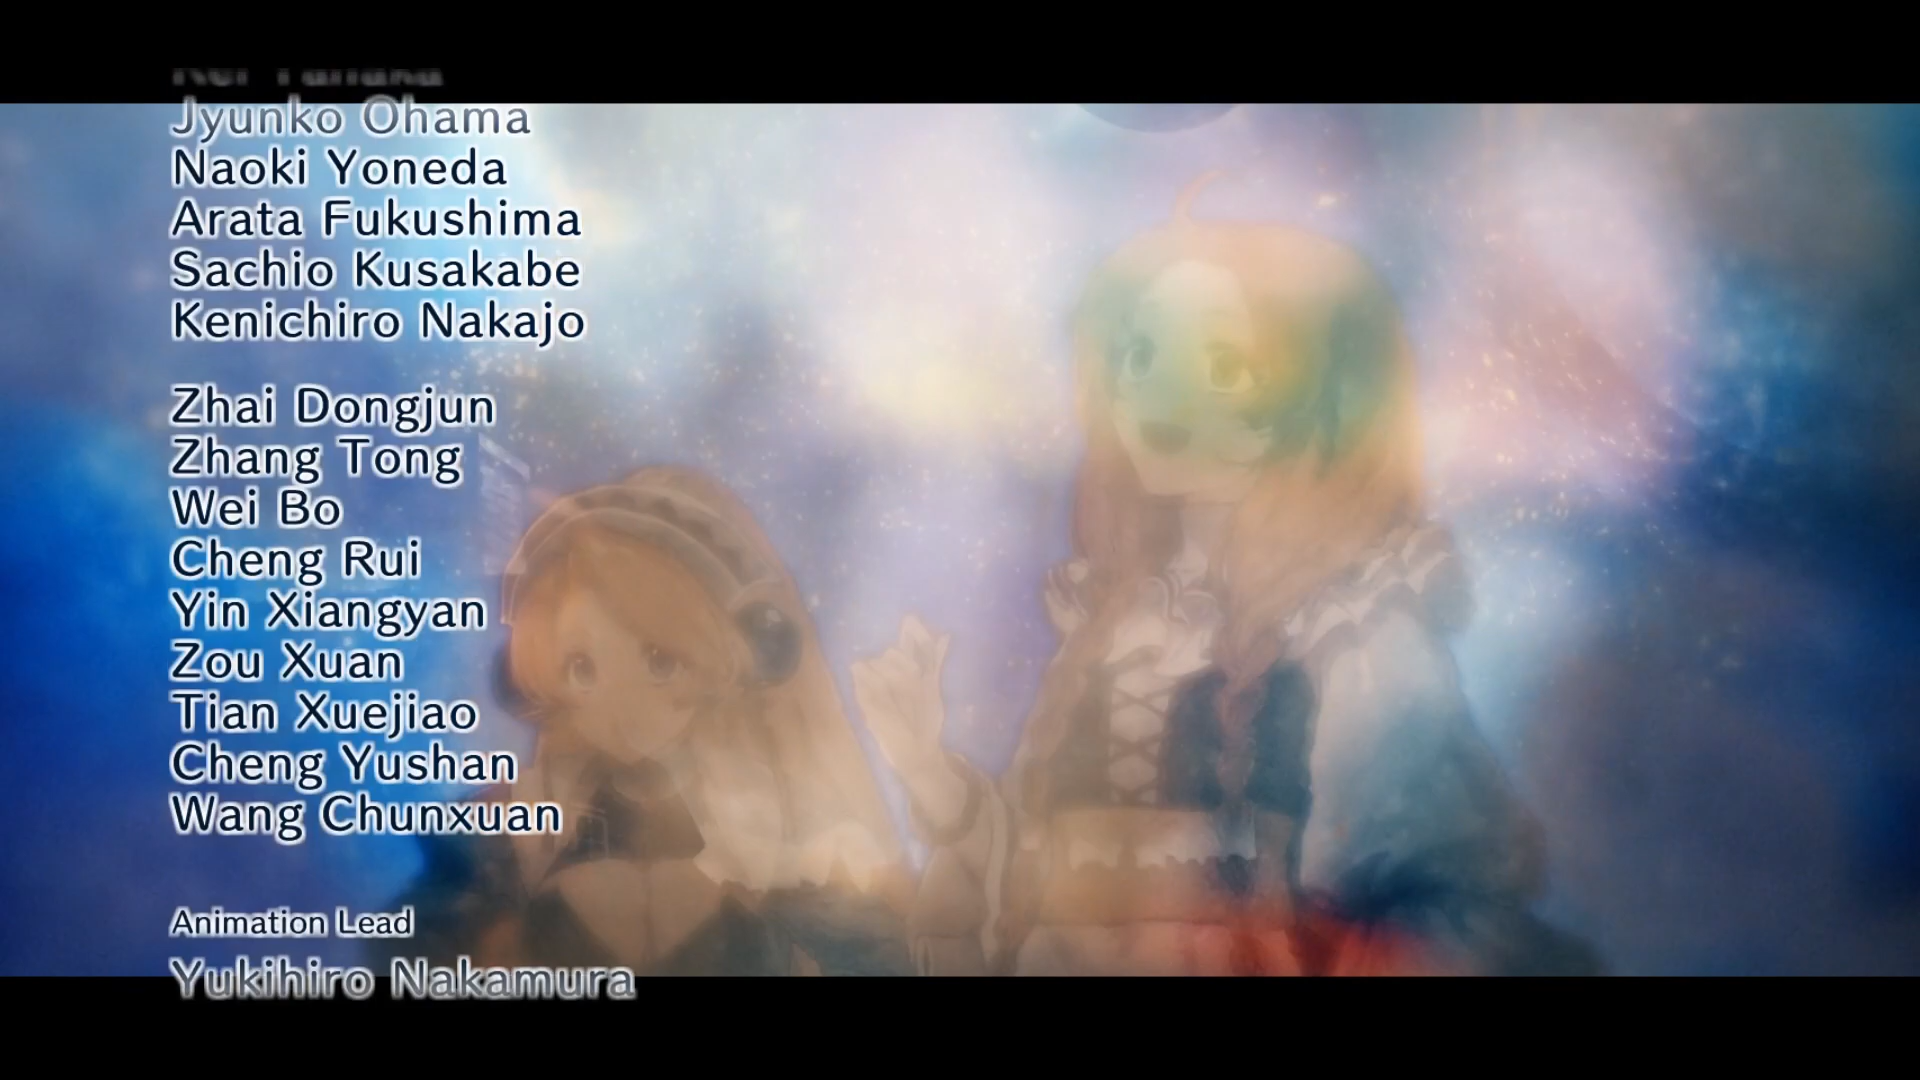 Jyunko Ohama
Naoki Yoneda
Arata Fukushima
Sachio Kusakabe
Kenichiro Nakajo
Zhai Dongjun
Zhang Tong
Wei Bo
Cheng Rui
Yin Xiangyan
Zou Xuan
Tian Xuejiao
Cheng Yushan
Wang Chunxuan
Animation Lead
Yukihiro Nakamura